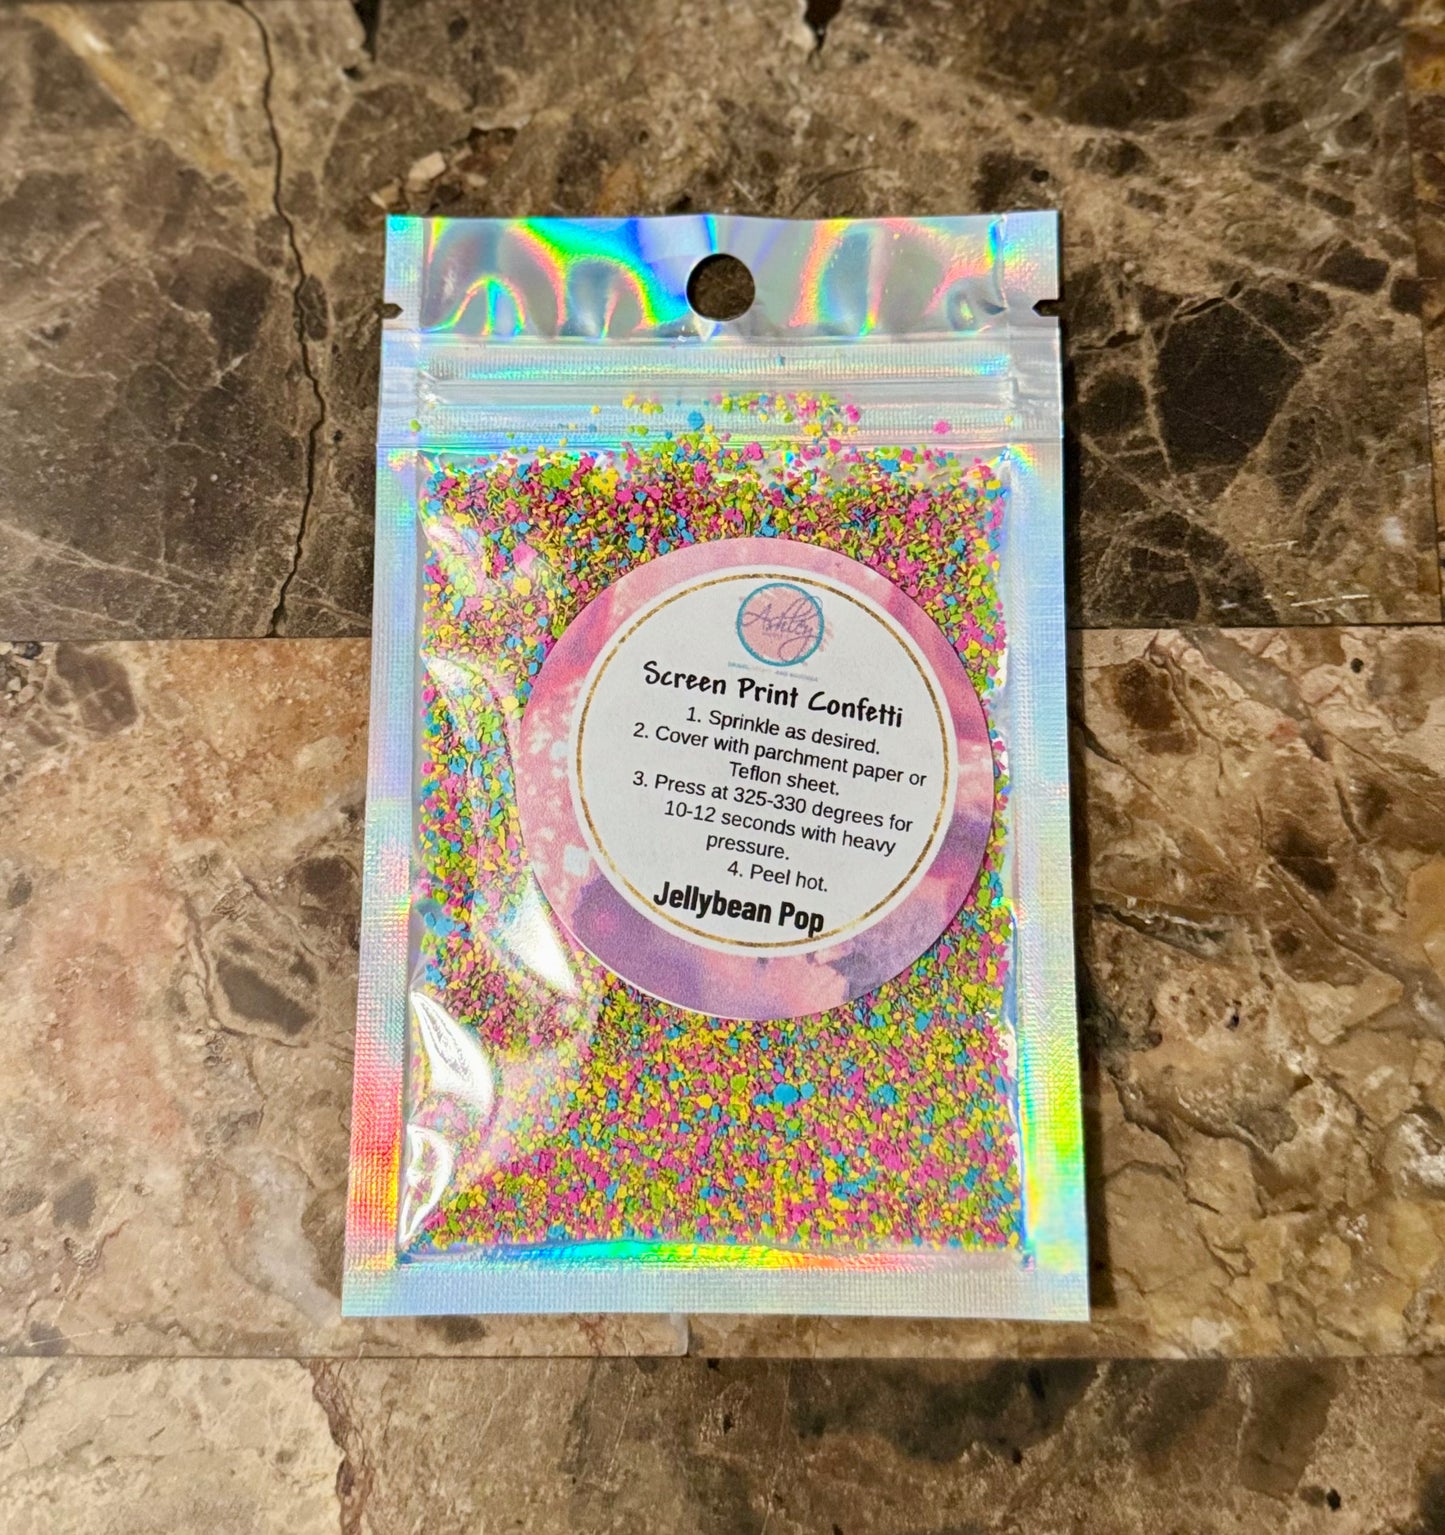 Ashley
Screen Print Confetti
1. Sprinkle as desired.
2. Cover with parchment paper or
Teflon sheet.
3. Press at 325-330 degrees for
10-12 seconds with heavy
pressure.
4. Peel hot.
Jellybean Pop